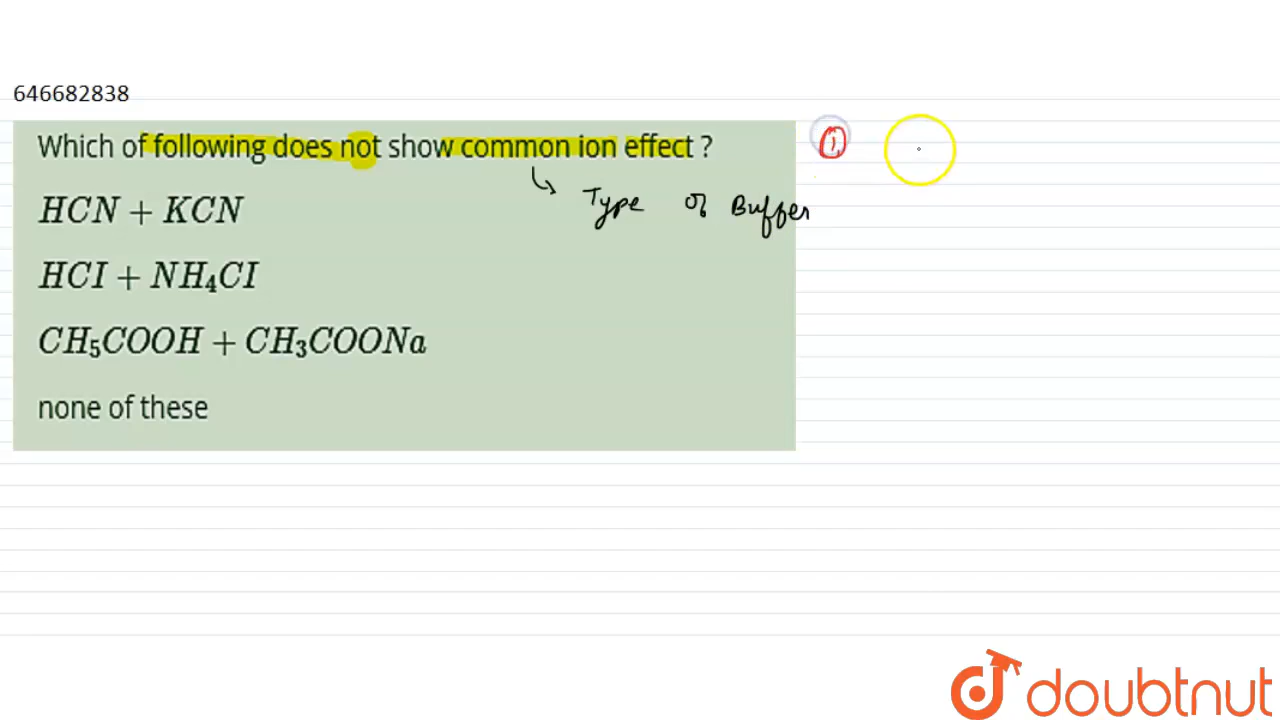 646682838
Which of following does not show common ion effect ?
①
Type of Buffer
HCN + KCN
HCI + NH₄CI
CH₅COOH + CH₃COONa
none of these
doubtnut